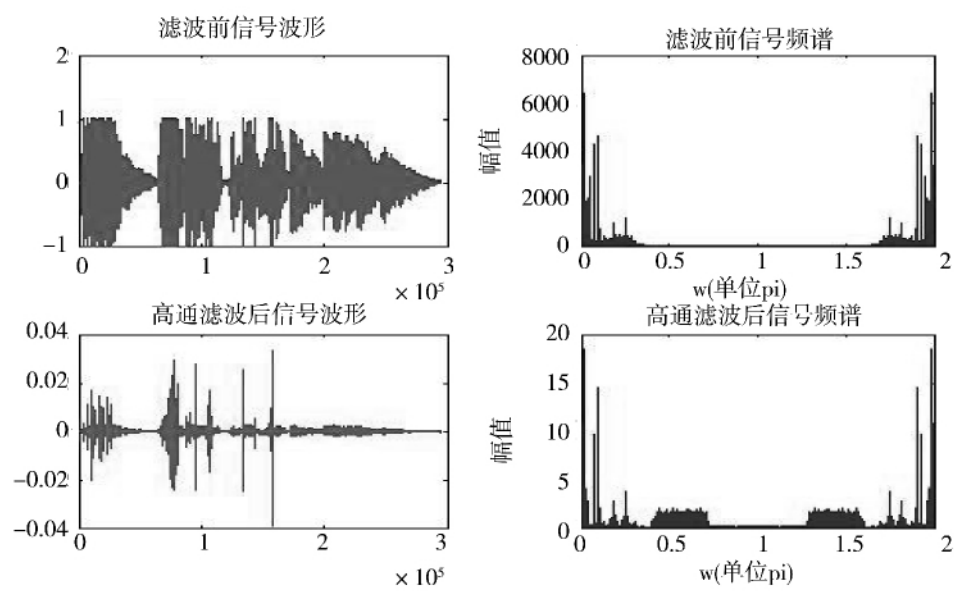 滤波前信号波形
2
1
0
−1
0 1 2 3
× 10⁵
滤波前信号频谱
幅值
8000
6000
4000
2000
0
0 0.5 1 1.5 2
w(单位pi)
高通滤波后信号波形
0.04
0.02
0
−0.02
−0.04
0 1 2 3
× 10⁵
高通滤波后信号频谱
幅值
20
15
10
5
0
0 0.5 1 1.5 2
w(单位pi)